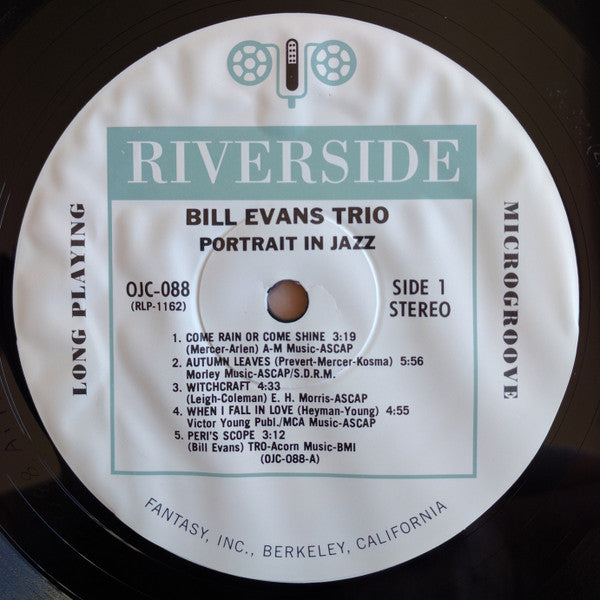 RIVERSIDE
BILL EVANS TRIO
PORTRAIT IN JAZZ
LONG PLAYING
MICROGROOVE
OJC-088
(RLP-1162)
SIDE 1
STEREO
1. COME RAIN OR COME SHINE 3:19
(Mercer-Arlen) A-M Music-ASCAP
2. AUTUMN LEAVES (Prevert-Mercer-Kosma) 5:56
Morley Music-ASCAP/S.D.R.M.
3. WITCHCRAFT 4:33
(Leigh-Coleman) E. H. Morris-ASCAP
4. WHEN I FALL IN LOVE (Heyman-Young) 4:55
Victor Young Publ./MCA Music-ASCAP
5. PERI'S SCOPE 3:12
(Bill Evans) TRO-Acorn Music-BMI
(OJC-088-A)
FANTASY, INC., BERKELEY, CALIFORNIA